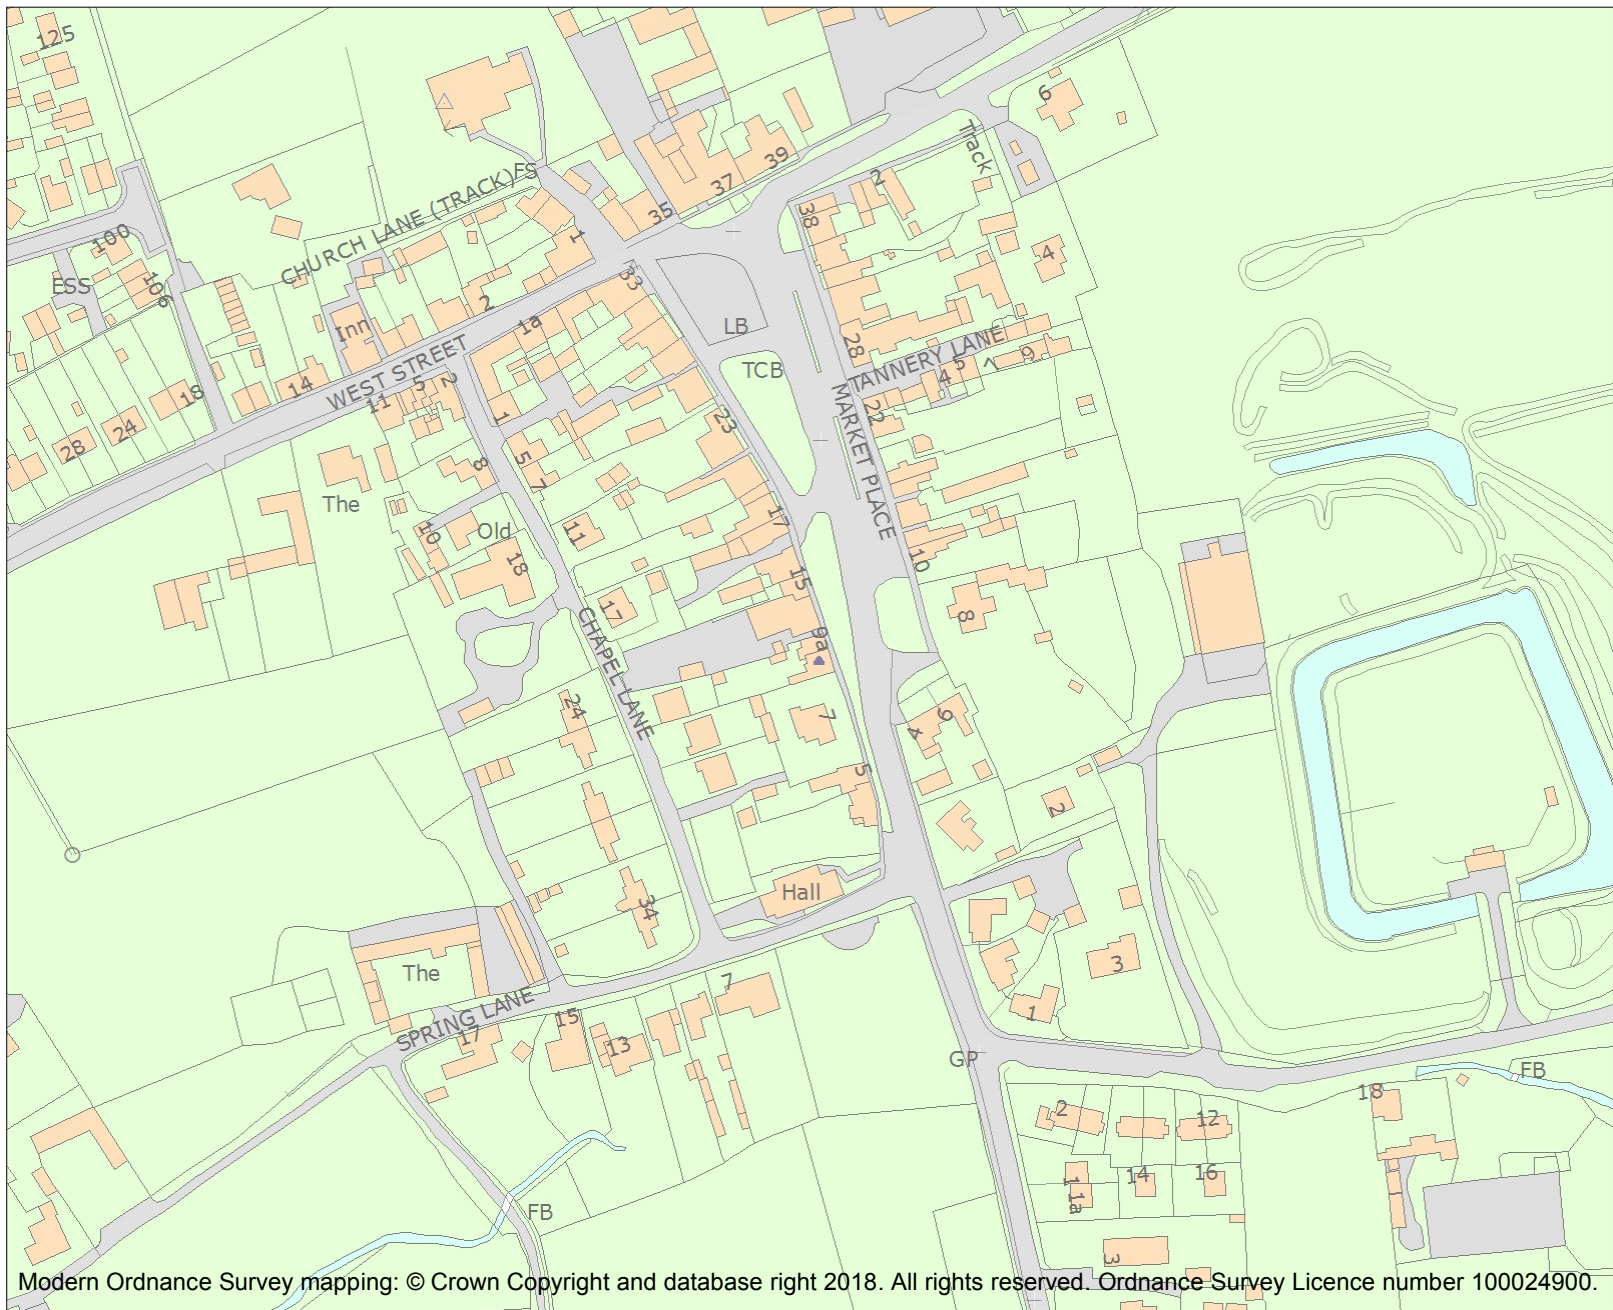 125
6
Track
CHURCH LANE (TRACK)
FS
39
37
35
2
38
100
106
ESS
1
4
33
2
Inn
1a
LB
28
TANNERY LANE
9
7
5
4
TCB
WEST STREET
14
18
11
5
2
1
22
23
MARKET PLACE
24
28
8
5
7
The
Old
16
18
11
17
10
15
17
8
9a
CHAPEL LANE
24
7
6
4
5
2
Hall
34
The
3
7
1
SPRING LANE
17
15
13
GP
FB
18
2
12
14
16
1
1a
FB
3
Modern Ordnance Survey mapping: © Crown Copyright and database right 2018. All rights reserved. Ordnance Survey Licence number 100024900.